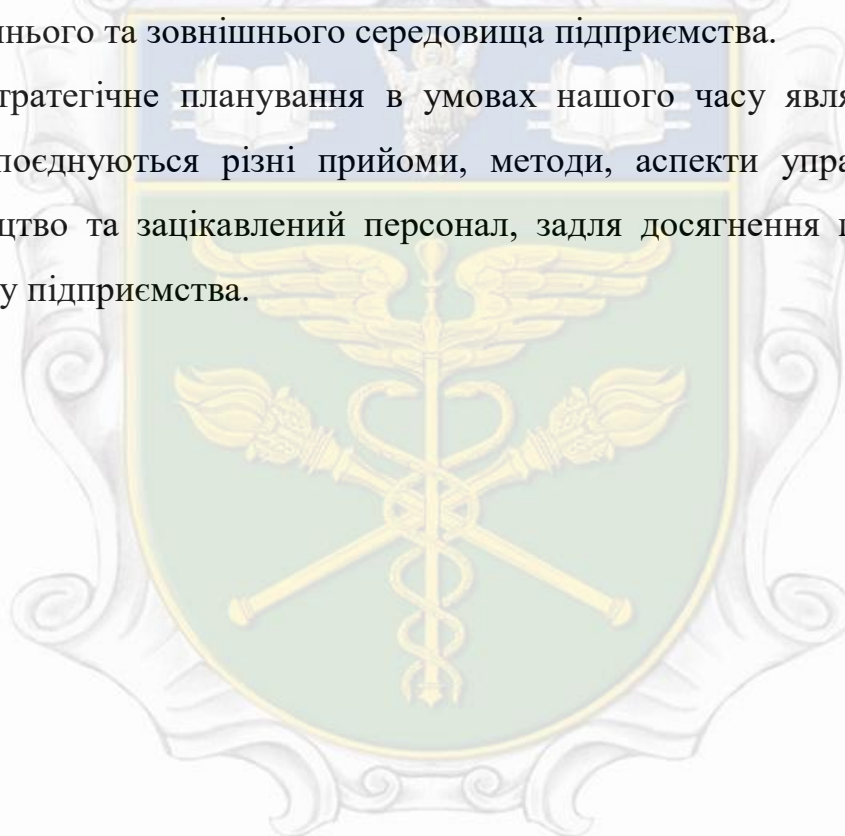 нього та зовнішнього середовища підприємства.
тратегічне планування в умовах нашого часу явля
поєднуються різні прийоми, методи, аспекти упра
цтво та зацікавлений персонал, задля досягнення
у підприємства.